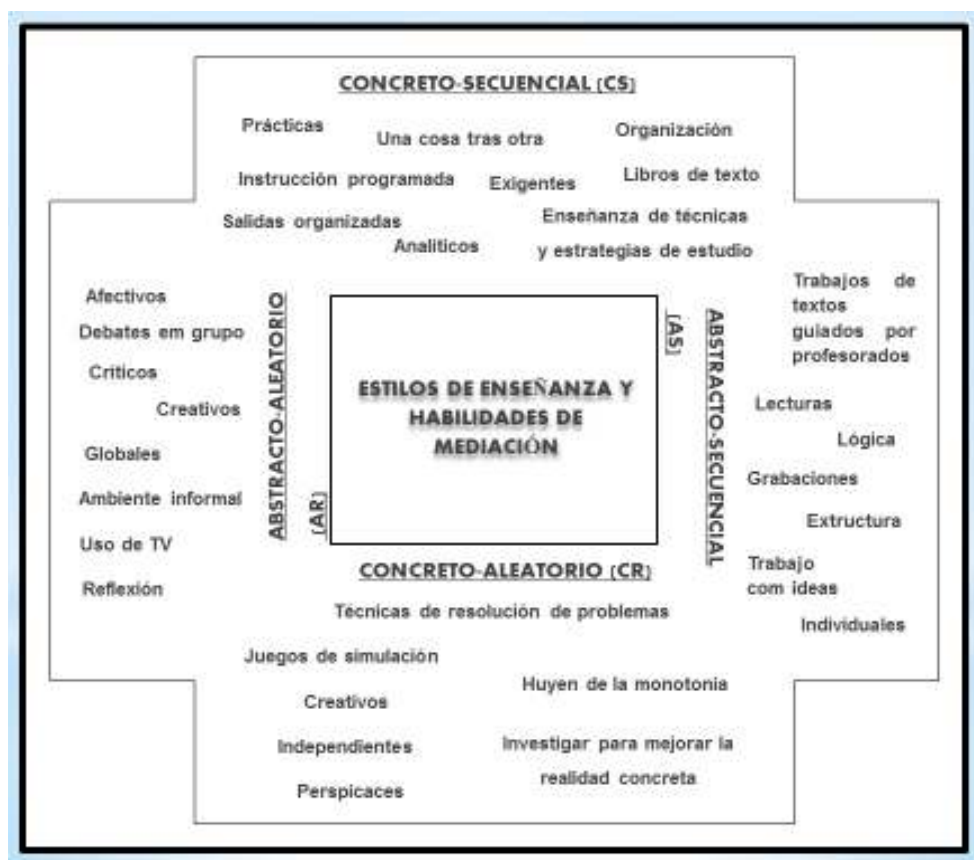 CONCRETO-SECUENCIAL (CS)
Prácticas
Una cosa tras otra
Organización
Instrucción programada
Exigentes
Libros de texto
Salidas organizadas
Enseñanza de técnicas
y estrategias de estudio
Analíticos
ABSTRACTO-ALEATORIO
(AR)
Afectivos
Debates em grupo
Críticos
Creativos
Globales
Ambiente informal
Uso de TV
Reflexión
ESTILOS DE ENSEÑANZA Y
HABILIDADES DE
MEDIACIÓN
(AS)
ABSTRACTO-SECUENCIAL
Trabajos de
textos
guiados por
profesorados
Lecturas
Lógica
Grabaciones
Extructura
Trabajo
com ideas
Individuales
CONCRETO-ALEATORIO (CR)
Técnicas de resolución de problemas
Juegos de simulación
Huyen de la monotonia
Creativos
Independientes
Investigar para mejorar la
realidad concreta
Perspicaces